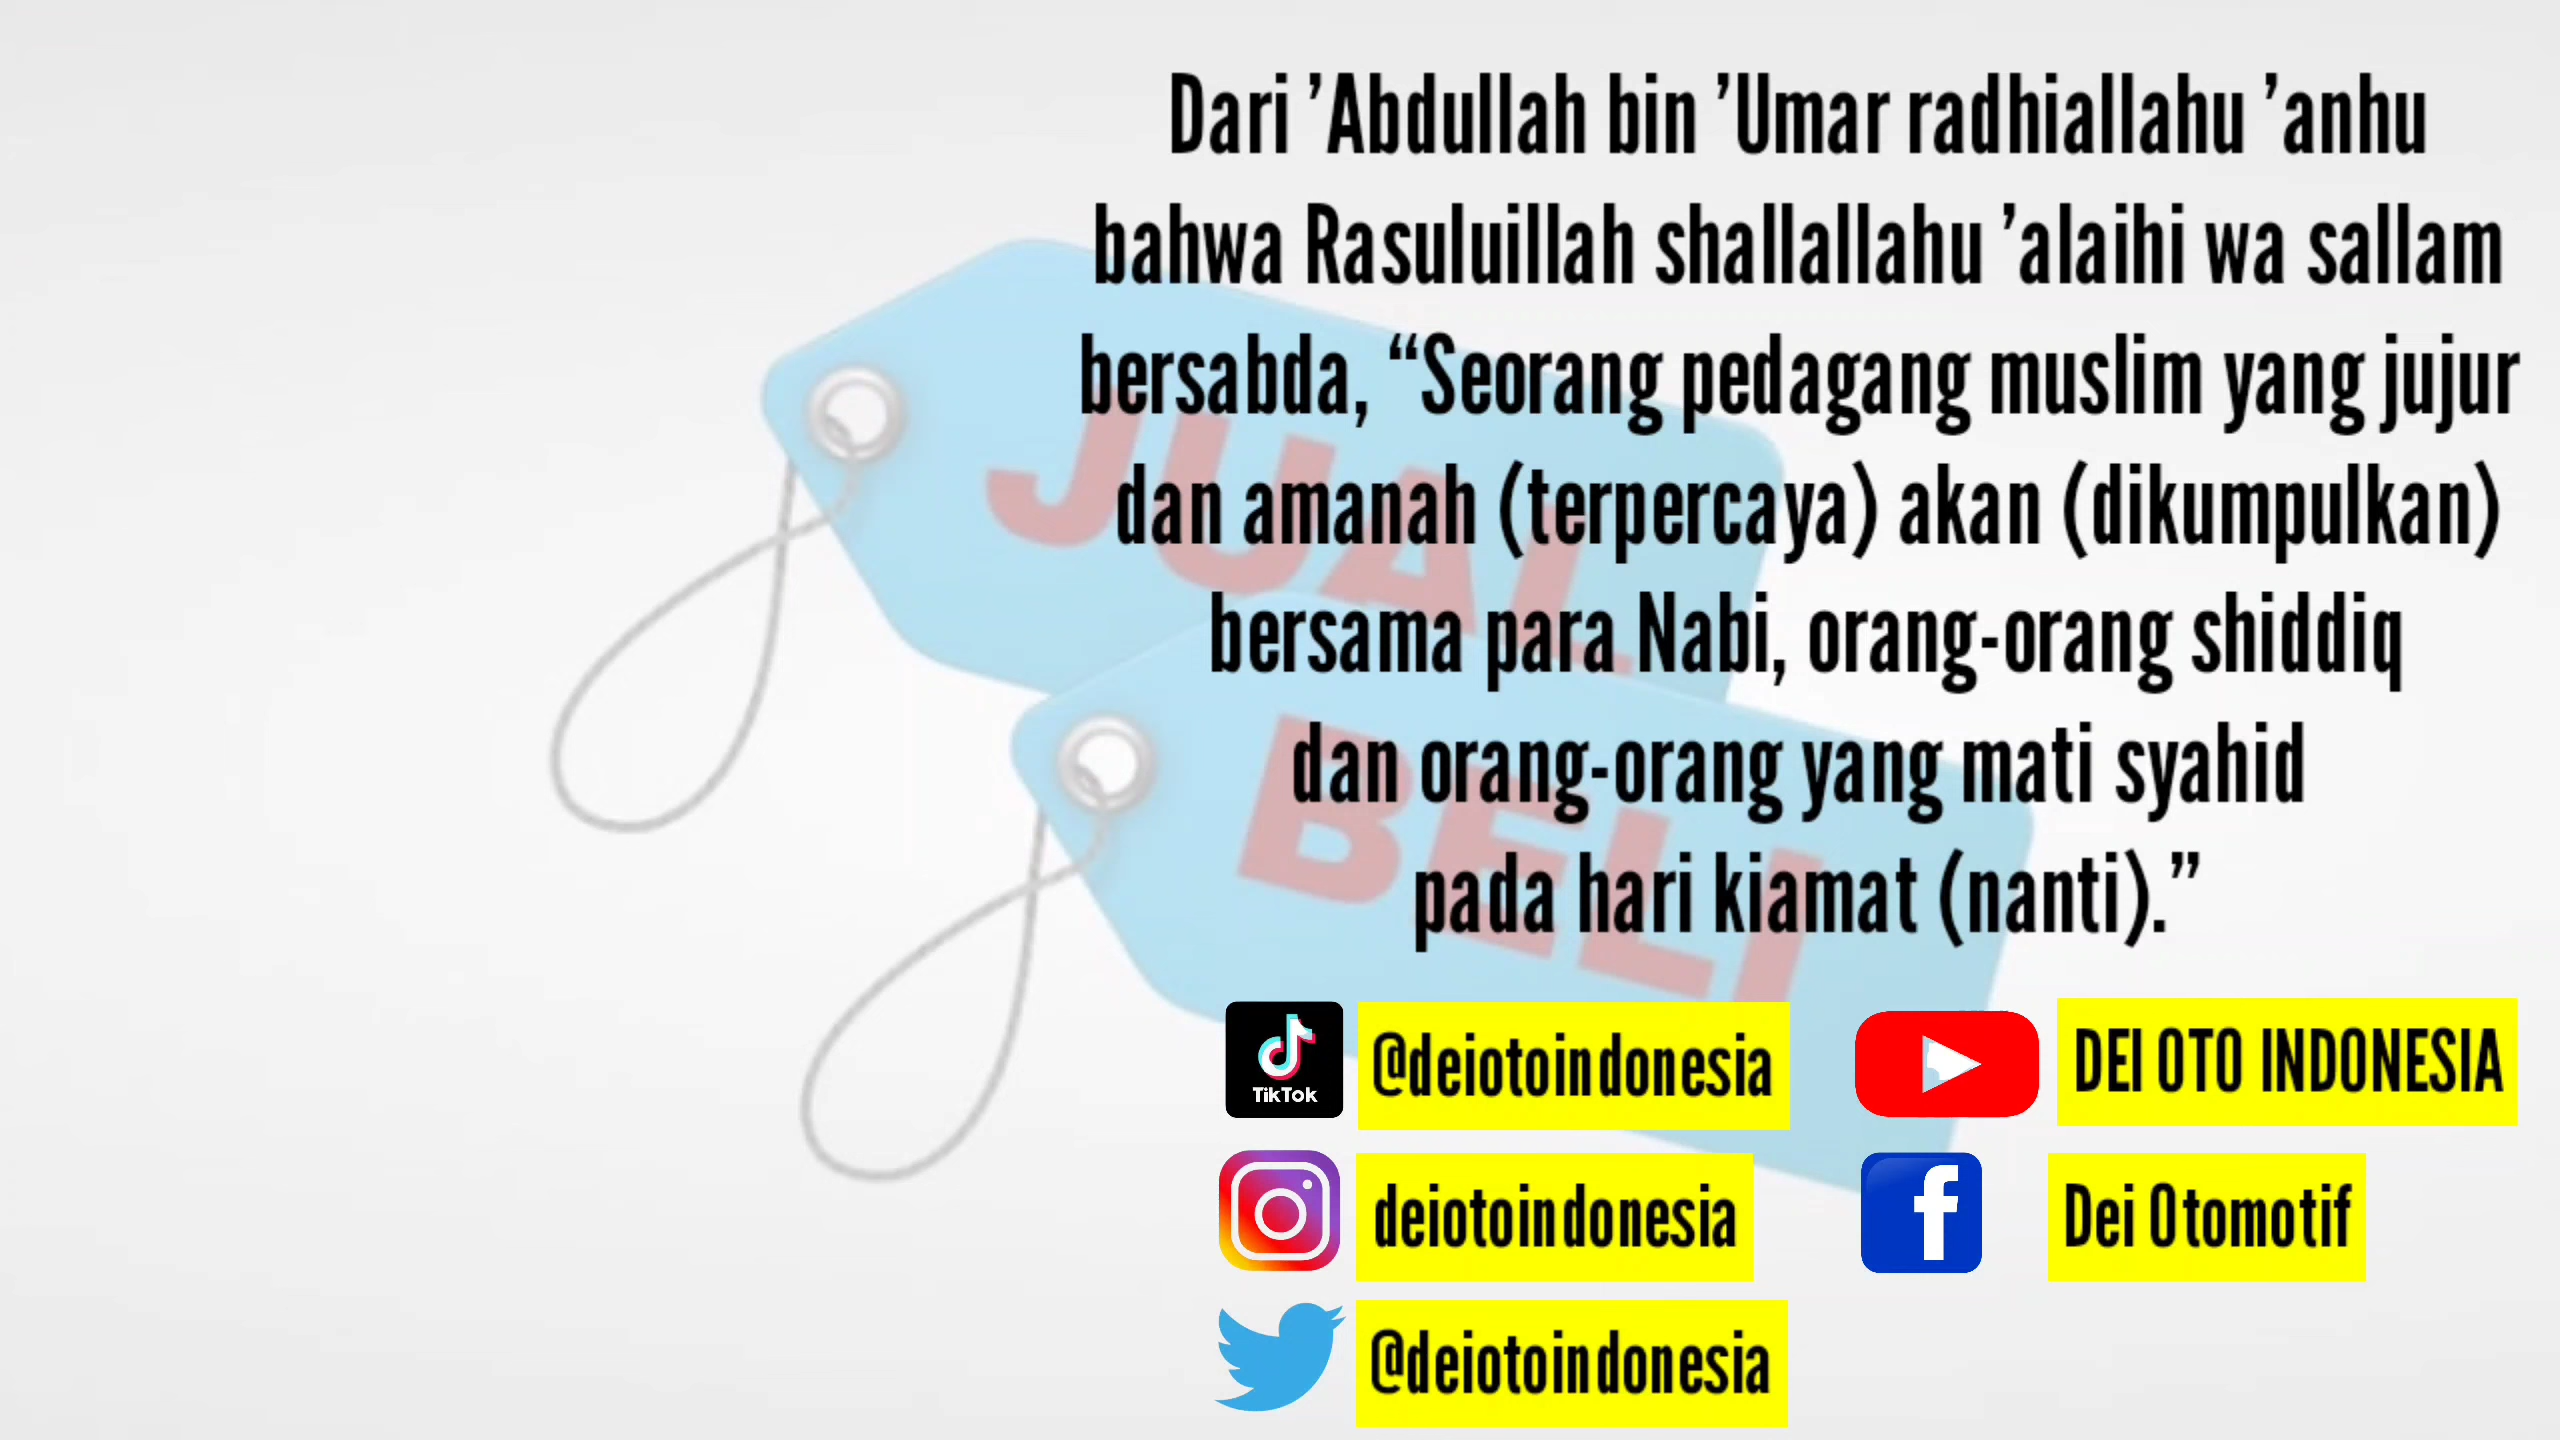 Dari ’Abdullah bin ’Umar radhiallahu ’anhu
bahwa Rasuluillah shallallahu ’alaihi wa sallam
bersabda, “Seorang pedagang muslim yang jujur
dan amanah (terpercaya) akan (dikumpulkan)
bersama para Nabi, orang-orang shiddiq
dan orang-orang yang mati syahid
pada hari kiamat (nanti).”
JUAL
BELI
TikTok
@deiotoindonesia
DEI OTO INDONESIA
deiotoindonesia
f
Dei Otomotif
@deiotoindonesia